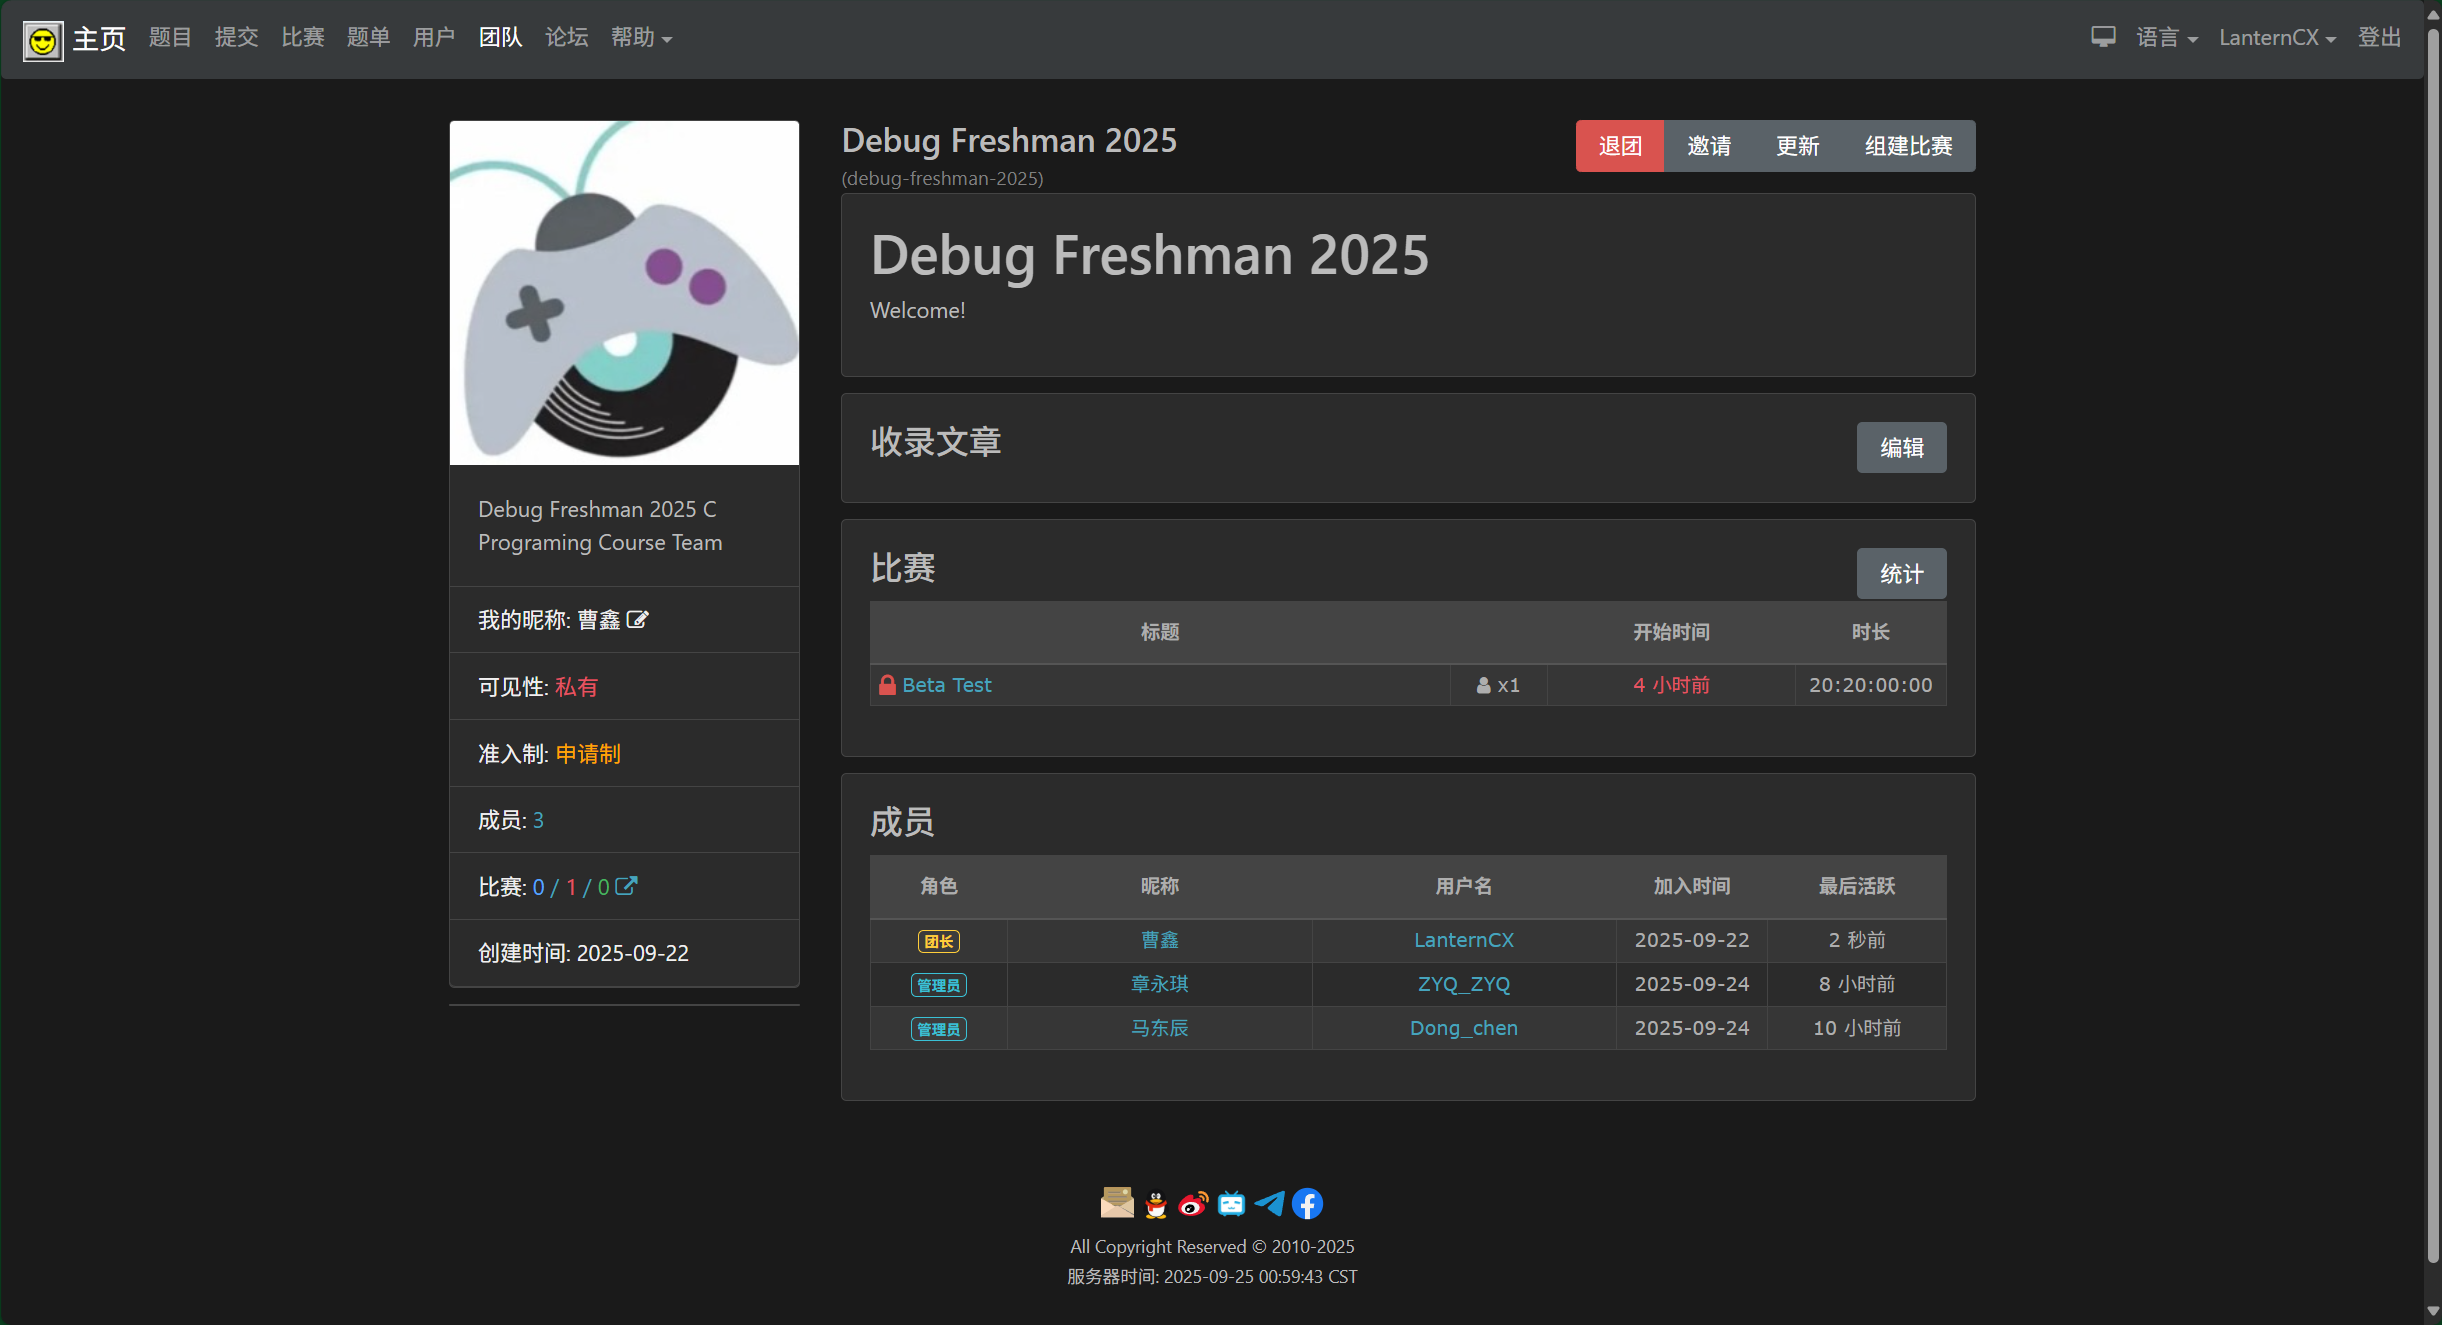 主页 题目 提交 比赛 题单 用户 团队 论坛 帮助 语言 LanternCX 登出
Debug Freshman 2025 C
Programing Course Team
我的昵称: 曹鑫
可见性: 私有
准入制: 申请制
成员: 3
比赛: 0 / 1 / 0
创建时间: 2025-09-22
Debug Freshman 2025
(debug-freshman-2025)
退团 邀请 更新 组建比赛
Debug Freshman 2025
Welcome!
收录文章 编辑
比赛 统计
标题 开始时间 时长
Beta Test x1 4 小时前 20:20:00:00
成员
角色 昵称 用户名 加入时间 最后活跃
团长 曹鑫 LanternCX 2025-09-22 2 秒前
管理员 章永琪 ZYQ_ZYQ 2025-09-24 8 小时前
管理员 马东辰 Dong_chen 2025-09-24 10 小时前
All Copyright Reserved © 2010-2025
服务器时间: 2025-09-25 00:59:43 CST